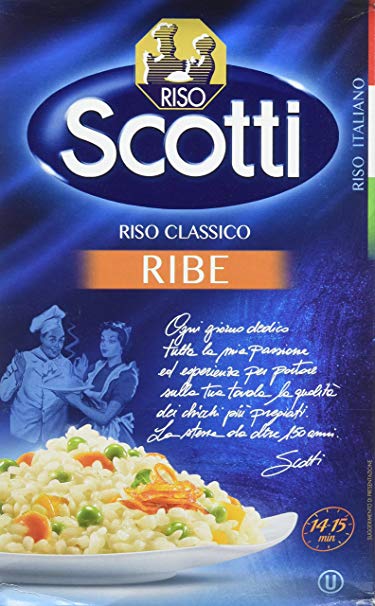 RISO
Scotti
RISO ITALIANO
RISO CLASSICO
RIBE
Ogni giorno dedico
tutta la mia passione
ed esperienza per portare
sulla tua tavola la qualità
dei chicchi più pregiati.
La stessa da oltre 150 anni.
Scotti
14-15
min
SUGGERIMENTO DI PRESENTAZIONE
U